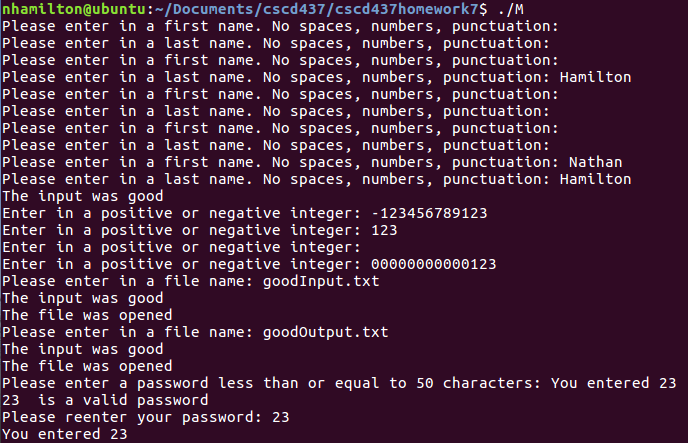 nhamilton@ubuntu:~/Documents/cscd437/cscd437homework7$ ./M
Please enter in a first name. No spaces, numbers, punctuation:
Please enter in a last name. No spaces, numbers, punctuation:
Please enter in a first name. No spaces, numbers, punctuation:
Please enter in a last name. No spaces, numbers, punctuation: Hamilton
Please enter in a first name. No spaces, numbers, punctuation:
Please enter in a last name. No spaces, numbers, punctuation:
Please enter in a first name. No spaces, numbers, punctuation:
Please enter in a last name. No spaces, numbers, punctuation:
Please enter in a first name. No spaces, numbers, punctuation: Nathan
Please enter in a last name. No spaces, numbers, punctuation: Hamilton
The input was good
Enter in a positive or negative integer: -123456789123
Enter in a positive or negative integer: 123
Enter in a positive or negative integer:
Enter in a positive or negative integer: 00000000000123
Please enter in a file name: goodInput.txt
The input was good
The file was opened
Please enter in a file name: goodOutput.txt
The input was good
The file was opened
Please enter a password less than or equal to 50 characters: You entered 23
23  is a valid password
Please reenter your password: 23
You entered 23